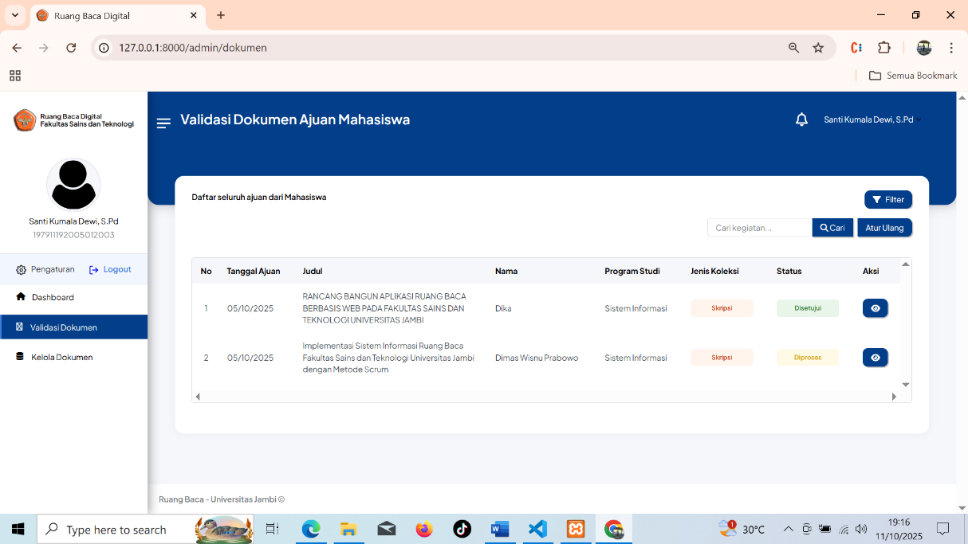 Ruang Baca Digital
127.0.0.1:8000/admin/dokumen
Semua Bookmark
Ruang Baca Digital
Fakultas Sains dan Teknologi
Santi Kumala Dewi, S.Pd
197911192005012003
Pengaturan
Logout
Dashboard
Validasi Dokumen
Kelola Dokumen
Validasi Dokumen Ajuan Mahasiswa
Santi Kumala Dewi, S.Pd
Daftar seluruh ajuan dari Mahasiswa
Filter
Cari kegiatan...
Cari
Atur Ulang
No Tanggal Ajuan Judul Nama Program Studi Jenis Koleksi Status Aksi
1 05/10/2025
RANCANG BANGUN APLIKASI RUANG BACA
BERBASIS WEB PADA FAKULTAS SAINS DAN
TEKNOLOGI UNIVERSITAS JAMBI
Dika Sistem Informasi Skripsi Disetujui
2 05/10/2025
Implementasi Sistem Informasi Ruang Baca
Fakultas Sains dan Teknologi Universitas Jambi
dengan Metode Scrum
Dimas Wisnu Prabowo Sistem Informasi Skripsi Diproses
Ruang Baca - Universitas Jambi ©
Type here to search
30°C
19:16
11/10/2025